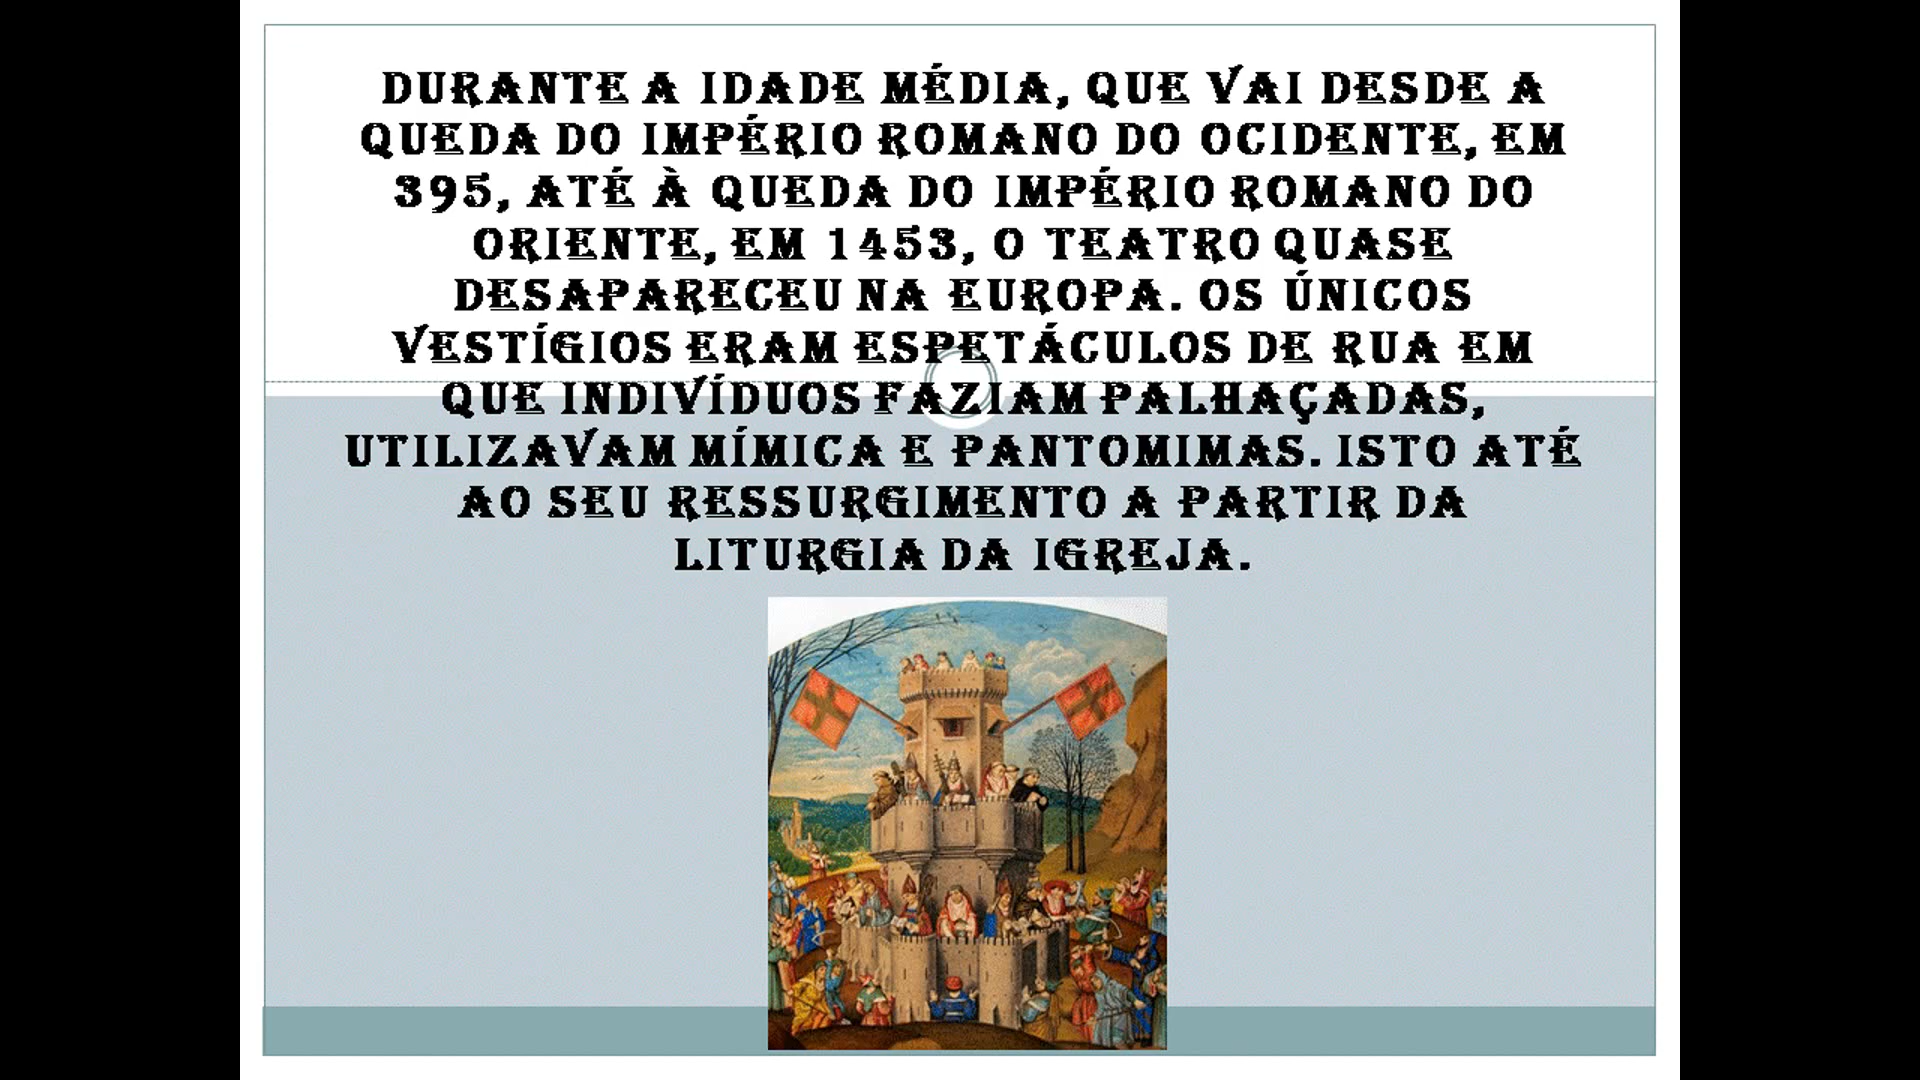 DURANTE A IDADE MÉDIA, QUE VAI DESDE A
QUEDA DO IMPÉRIO ROMANO DO OCIDENTE, EM
395, ATÉ À QUEDA DO IMPÉRIO ROMANO DO
ORIENTE, EM 1453, O TEATRO QUASE
DESAPARECEU NA EUROPA. OS ÚNICOS
VESTÍGIOS ERAM ESPETÁCULOS DE RUA EM
QUE INDIVÍDUOS FAZIAM PALHAÇADAS,
UTILIZAVAM MÍMICA E PANTOMIMAS. ISTO ATÉ
AO SEU RESSURGIMENTO A PARTIR DA
LITURGIA DA IGREJA.